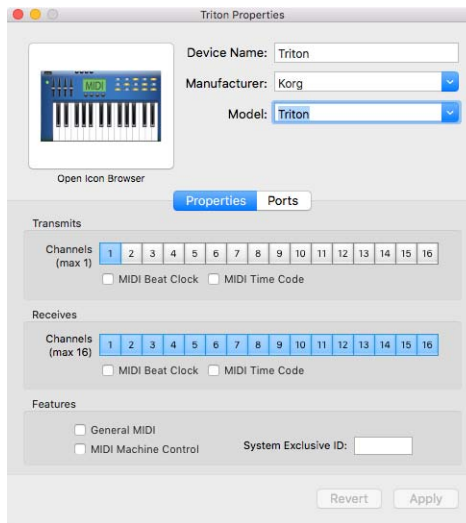 Triton Properties
MIDI
Device Name: Triton
Manufacturer: Korg
Model: Triton
Open Icon Browser
Properties Ports
Transmits
Channels (max 1) 1 2 3 4 5 6 7 8 9 10 11 12 13 14 15 16
MIDI Beat Clock MIDI Time Code
Receives
Channels (max 16) 1 2 3 4 5 6 7 8 9 10 11 12 13 14 15 16
MIDI Beat Clock MIDI Time Code
Features
General MIDI
MIDI Machine Control System Exclusive ID:
Revert Apply